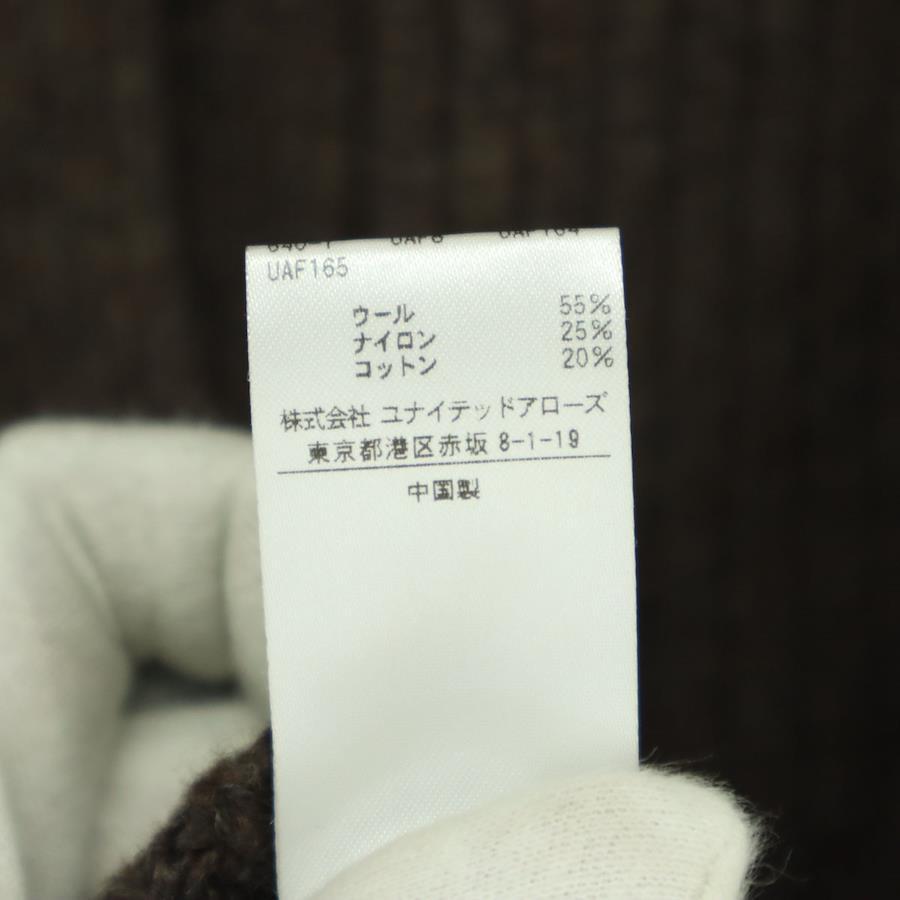 UAF165
ウール 55%
ナイロン 25%
コットン 20%
株式会社 ユナイテッドアローズ
東京都港区赤坂 8-1-19
中国製